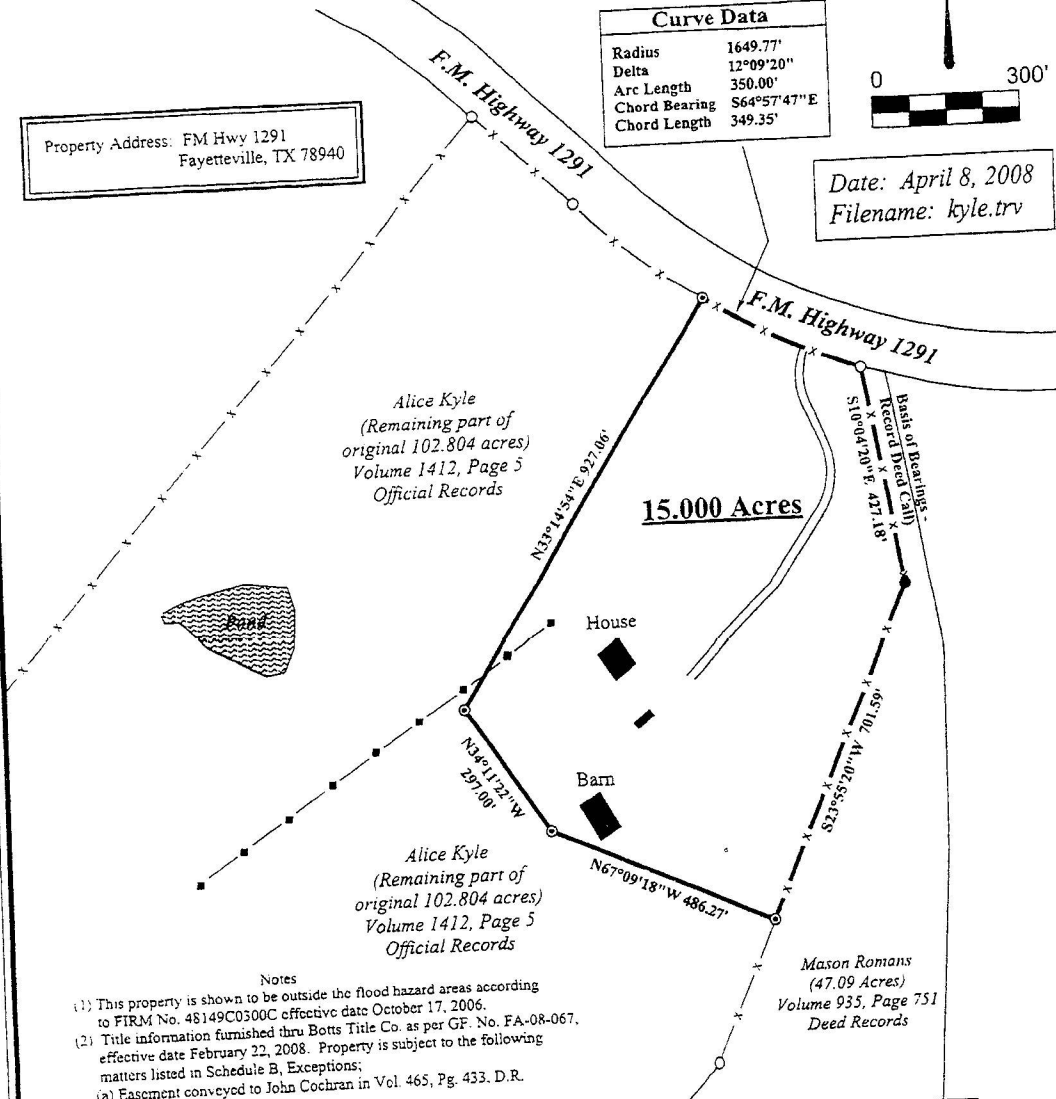 Curve Data
Radius 1649.77'
Delta 12°09'20"
Arc Length 350.00'
Chord Bearing S64°57'47"E
Chord Length 349.35'
0 300'
Property Address: FM Hwy 1291
Fayetteville, TX 78940
Date: April 8, 2008
Filename: kyle.trv
F.M. Highway 1291
F.M. Highway 1291
Alice Kyle
(Remaining part of
original 102.804 acres)
Volume 1412, Page 5
Official Records
N33°14'54"E 927.06'
15.000 Acres
Basis of Bearings -
Record Deed Call)
S10°04'20"E 427.18'
Pond
House
S23°55'20"W 701.59'
N34°11'22"W
297.00'
Barn
N67°09'18"W 486.27'
Alice Kyle
(Remaining part of
original 102.804 acres)
Volume 1412, Page 5
Official Records
Mason Romans
(47.09 Acres)
Volume 935, Page 751
Deed Records
Notes
(1) This property is shown to be outside the flood hazard areas according
to FIRM No. 48149C0300C effective date October 17, 2006.
(2) Title information furnished thru Botts Title Co. as per GF. No. FA-08-067,
effective date February 22, 2008. Property is subject to the following
matters listed in Schedule B, Exceptions;
(a) Easement conveyed to John Cochran in Vol. 465, Pg. 433, D.R.